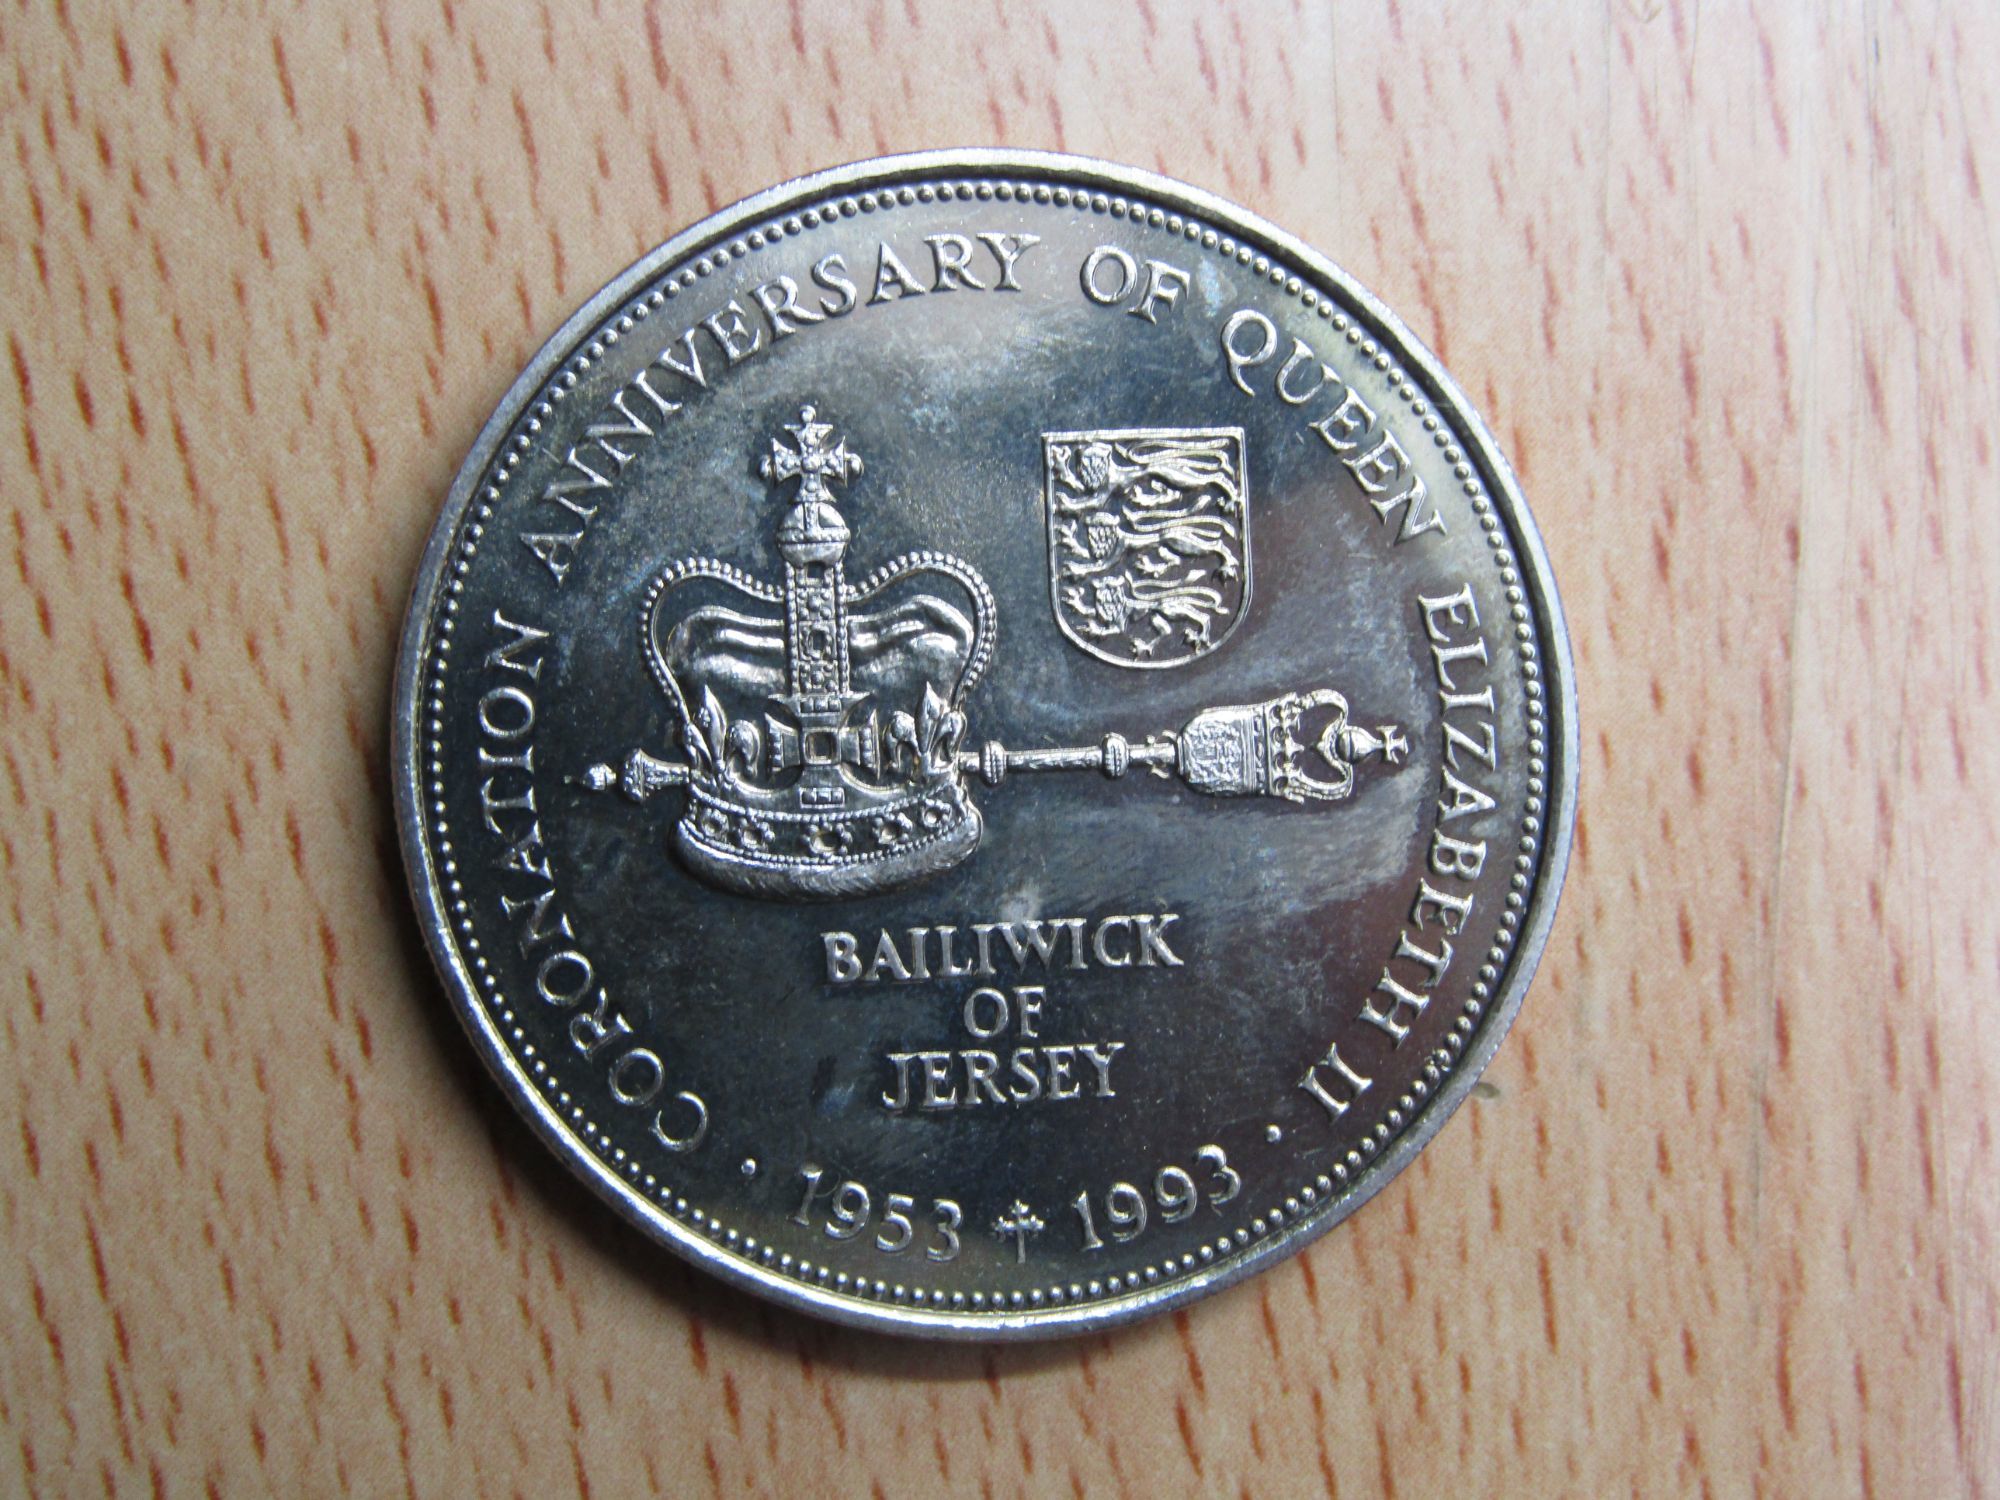 CORONATION ANNIVERSARY OF QUEEN ELIZABETH II
BAILIWICK
OF
JERSEY
· 1953 ☨ 1993 ·